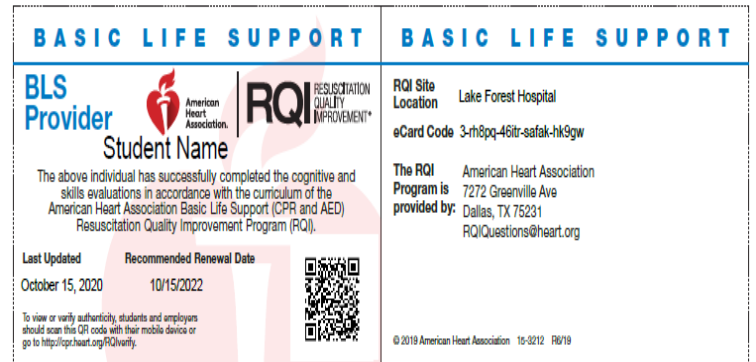 BASIC LIFE SUPPORT
BLS
Provider
American
Heart
Association.
RQI
RESUSCITATION
QUALITY
IMPROVEMENT®
Student Name
The above individual has successfully completed the cognitive and
skills evaluations in accordance with the curriculum of the
American Heart Association Basic Life Support (CPR and AED)
Resuscitation Quality Improvement Program (RQI).
Last Updated
Recommended Renewal Date
October 15, 2020
10/15/2022
To view or verify authenticity, students and employers
should scan this QR code with their mobile device or
go to http://cpr.heart.org/RQIverify.
BASIC LIFE SUPPORT
RQI Site
Location
Lake Forest Hospital
eCard Code 3-rh8pq-46itr-safak-hk9gw
The RQI
Program is
provided by:
American Heart Association
7272 Greenville Ave
Dallas, TX 75231
RQIQuestions@heart.org
© 2019 American Heart Association 15-3212 R6/19